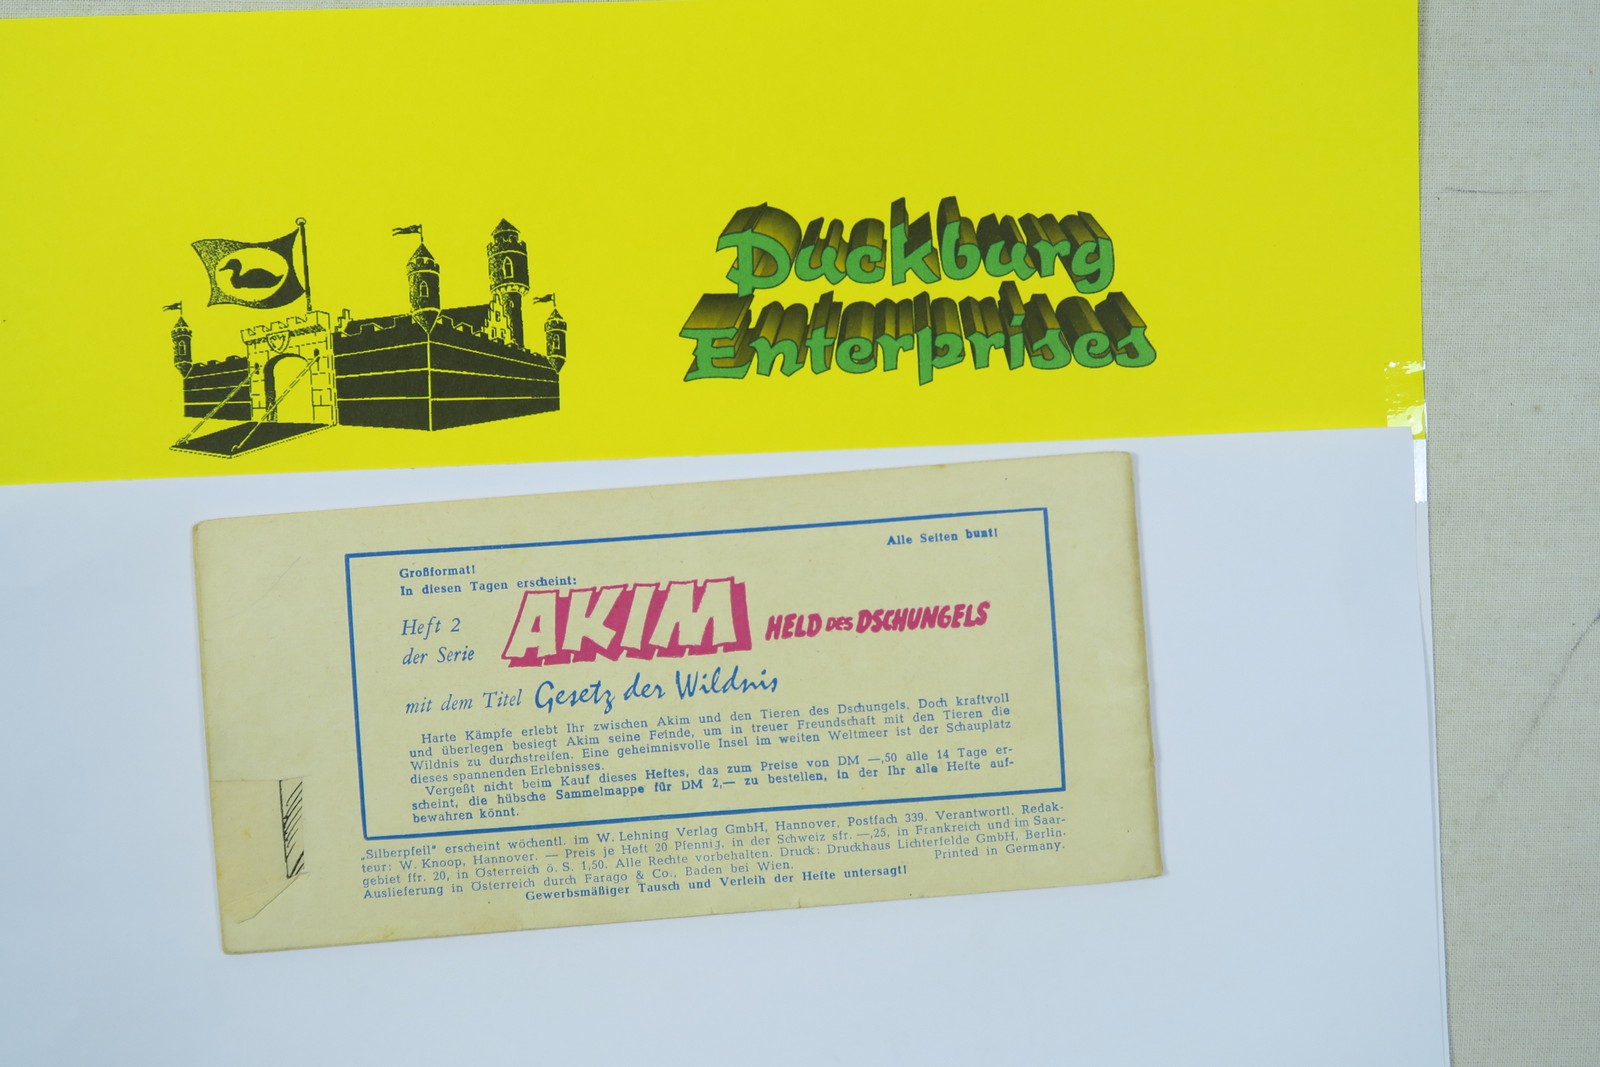 Duckburg
Enterprises
Alle Seiten bunt!
Großformat!
In diesen Tagen erscheint:
Heft 2
der Serie
AKIM HELD DES DSCHUNGELS
mit dem Titel Gesetz der Wildnis
Harte Kämpfe erlebt Ihr zwischen Akim und den Tieren des Dschungels. Doch kraftvoll
und überlegen besiegt Akim seine Feinde, um in treuer Freundschaft mit den Tieren die
Wildnis zu durchstreifen. Eine geheimnisvolle Insel im weiten Weltmeer ist der Schauplatz
dieses spannenden Erlebnisses.
Vergeßt nicht beim Kauf dieses Heftes, das zum Preise von DM —,50 alle 14 Tage er-
scheint, die hübsche Sammelmappe für DM 2,— zu bestellen, in der Ihr alle Hefte auf-
bewahren könnt.
„Silberpfeil" erscheint wöchentl. im W. Lehning Verlag GmbH, Hannover, Postfach 339. Verantwortl. Redak-
teur: W. Knoop, Hannover. — Preis je Heft 20 Pfennig, in der Schweiz sfr. —,25, in Frankreich und im Saar-
gebiet ffr. 20, in Österreich ö. S. 1,50. Alle Rechte vorbehalten. Druck: Druckhaus Lichterfelde GmbH, Berlin.
Auslieferung in Österreich durch Farago & Co., Baden bei Wien. Printed in Germany.
Gewerbsmäßiger Tausch und Verleih der Hefte untersagt!